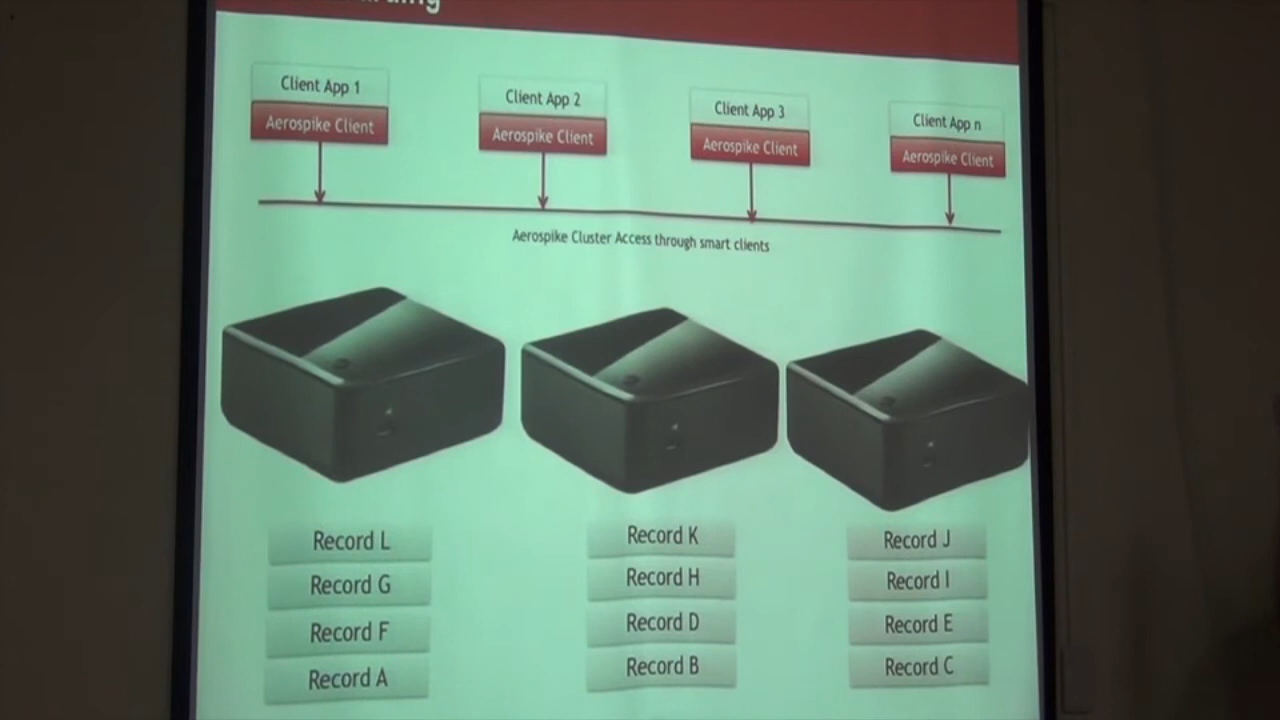 Client App 1
Aerospike Client
Client App 2
Aerospike Client
Client App 3
Aerospike Client
Client App n
Aerospike Client
Aerospike Cluster Access through smart clients
Record L
Record G
Record F
Record A
Record K
Record H
Record D
Record B
Record J
Record I
Record E
Record C